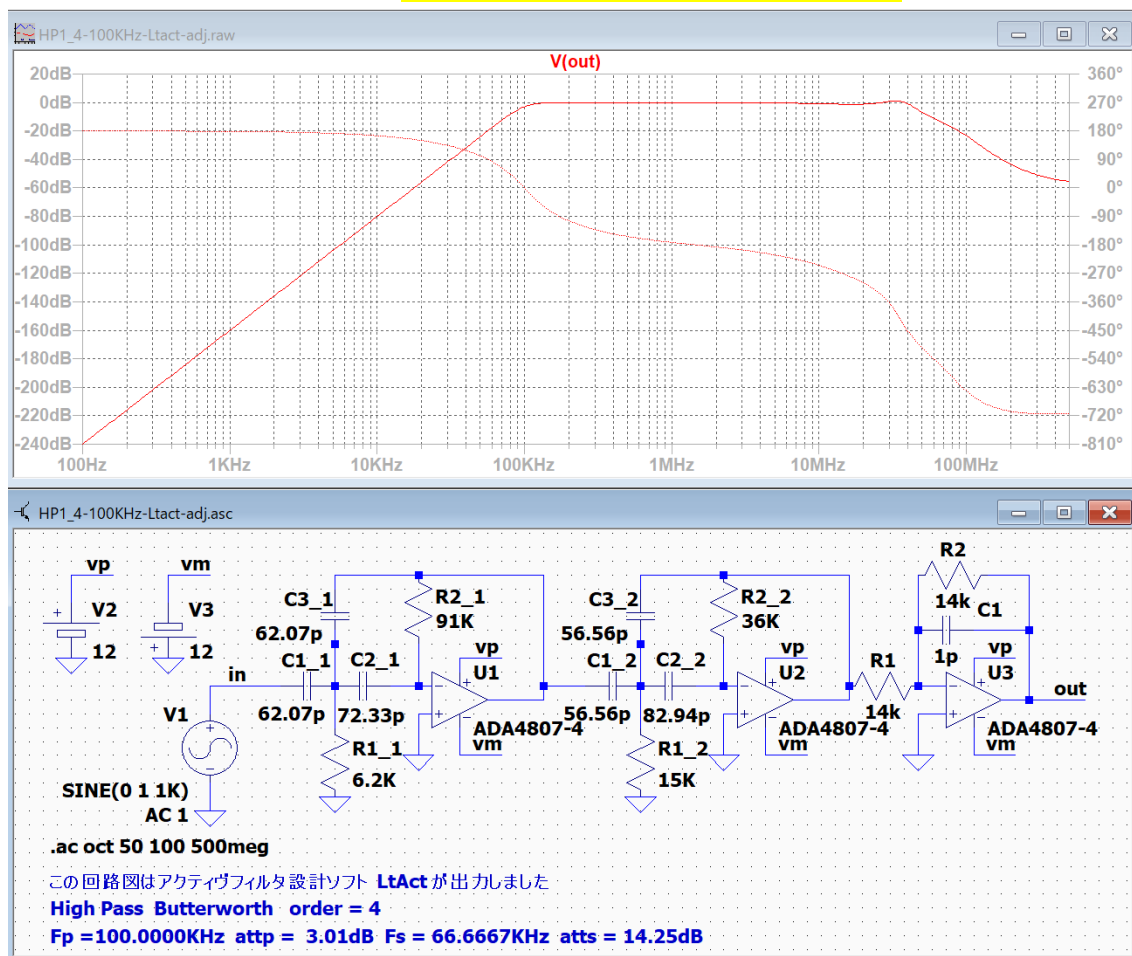 HP1_4-100KHz-Ltact-adj.raw
V(out)
20dB
0dB
-20dB
-40dB
-60dB
-80dB
-100dB
-120dB
-140dB
-160dB
-180dB
-200dB
-220dB
-240dB
360°
270°
180°
90°
0°
-90°
-180°
-270°
-360°
-450°
-540°
-630°
-720°
-810°
100Hz 1KHz 10KHz 100KHz 1MHz 10MHz 100MHz
HP1_4-100KHz-Ltact-adj.asc
vp
V2
12
vm
V3
12
in
V1
SINE(0 1 1K)
AC 1
C3_1
62.07p
C1_1
62.07p
C2_1
72.33p
R1_1
6.2K
R2_1
91K
vp
U1
ADA4807-4
vm
C3_2
56.56p
C1_2
56.56p
C2_2
82.94p
R1_2
15K
R2_2
36K
vp
U2
ADA4807-4
vm
R1
14k
R2
14k
C1
1p
vp
U3
ADA4807-4
vm
out
.ac oct 50 100 500meg
この回路図はアクティヴフィルタ設計ソフト LtAct が出力しました
High Pass Butterworth order = 4
Fp =100.0000KHz attp = 3.01dB Fs = 66.6667KHz atts = 14.25dB